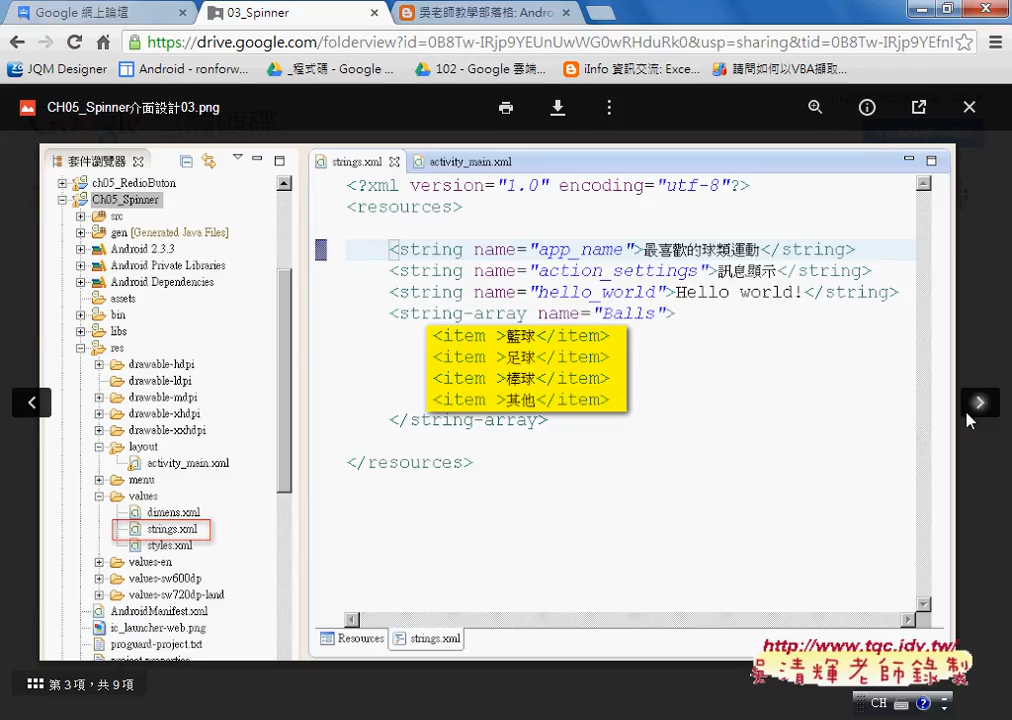 Google 網上論壇
03_Spinner
吳老師教學部落格: Andro
https://drive.google.com/folderview?id=0B8Tw-IRjp9YEUnUwWG0wRHduRk0&usp=sharing&tid=0B8Tw-IRjp9YEfnI
JQM Designer
Android - ronforw...
_程式碼 - Google ...
102 - Google 雲端...
iInfo 資訊交流: Exce...
請問如何以VBA擷取...
CH05_Spinner介面設計03.png
套件瀏覽器
ch05_RedioButon
Ch05_Spinner
src
gen [Generated Java Files]
Android 2.3.3
Android Private Libraries
Android Dependencies
assets
bin
libs
res
drawable-hdpi
drawable-ldpi
drawable-mdpi
drawable-xhdpi
drawable-xxhdpi
layout
activity_main.xml
menu
values
dimens.xml
strings.xml
styles.xml
values-en
values-sw600dp
values-sw720dp-land
AndroidManifest.xml
ic_launcher-web.png
proguard-project.txt
project.properties
strings.xml
activity_main.xml
<?xml version="1.0" encoding="utf-8"?>
<resources>
<string name="app_name">最喜歡的球類運動</string>
<string name="action_settings">訊息顯示</string>
<string name="hello_world">Hello world!</string>
<string-array name="Balls">
<item >籃球</item>
<item >足球</item>
<item >棒球</item>
<item >其他</item>
</string-array>
</resources>
Resources
strings.xml
http://www.tqc.idv.tw/
吳清輝老師錄製
第 3 項，共 9 項
CH